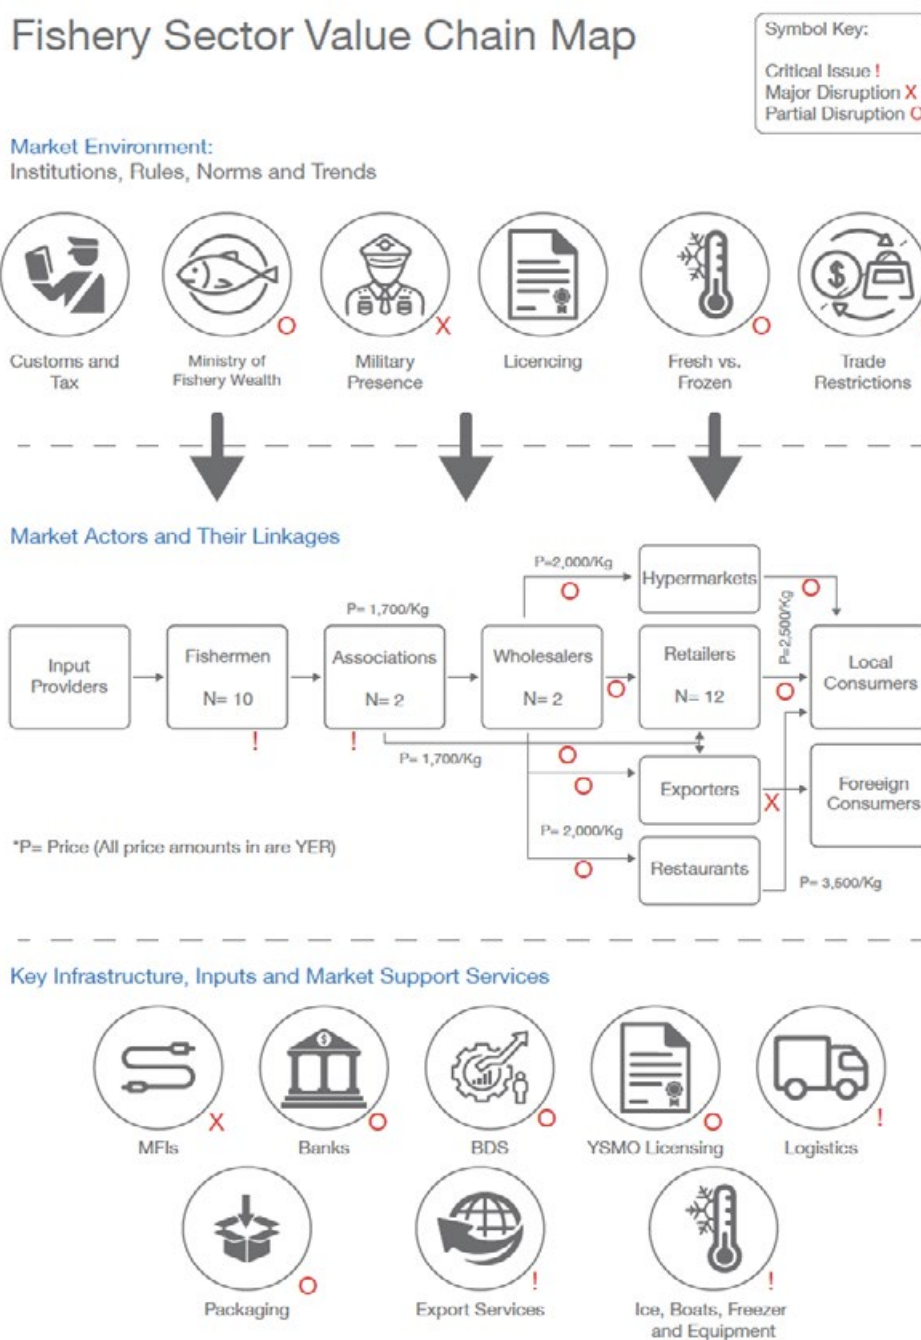 Fishery Sector Value Chain Map
Symbol Key:
Critical Issue !
Major Disruption X
Partial Disruption O
Market Environment:
Institutions, Rules, Norms and Trends
O
X
O
Customs and
Tax
Ministry of
Fishery Wealth
Military
Presence
Licencing
Fresh vs.
Frozen
Trade
Restrictions
Market Actors and Their Linkages
P=2,000/Kg
O
Hypermarkets
O
P=2,500/Kg
P= 1,700/Kg
Input
Providers
Fishermen
N= 10
!
Associations
N= 2
!
Wholesalers
N= 2
O
Retailers
N= 12
O
Local
Consumers
P= 1,700/Kg
O
O
Exporters
X
Foreeign
Consumers
P= 2,000/Kg
O
Restaurants
P= 3,500/Kg
*P= Price (All price amounts in are YER)
Key Infrastructure, Inputs and Market Support Services
X
O
O
O
!
MFIs
Banks
BDS
YSMO Licensing
Logistics
O
!
!
Packaging
Export Services
Ice, Boats, Freezer
and Equipment